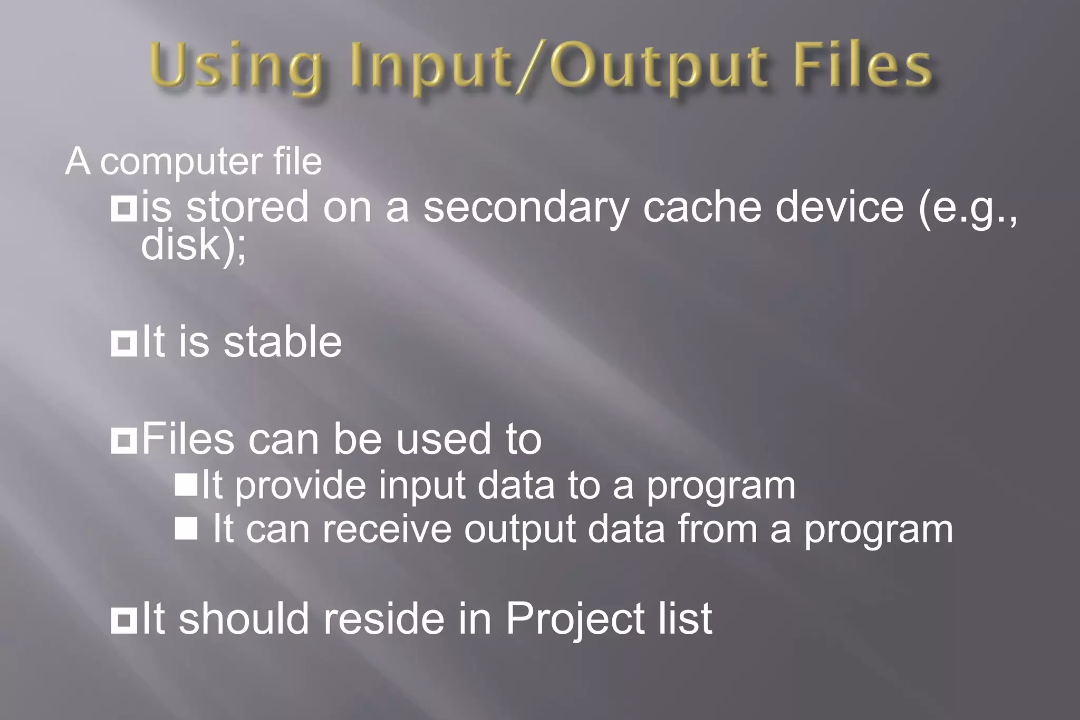 Using Input/Output Files
A computer file
is stored on a secondary cache device (e.g.,
disk);
It is stable
Files can be used to
It provide input data to a program
It can receive output data from a program
It should reside in Project list